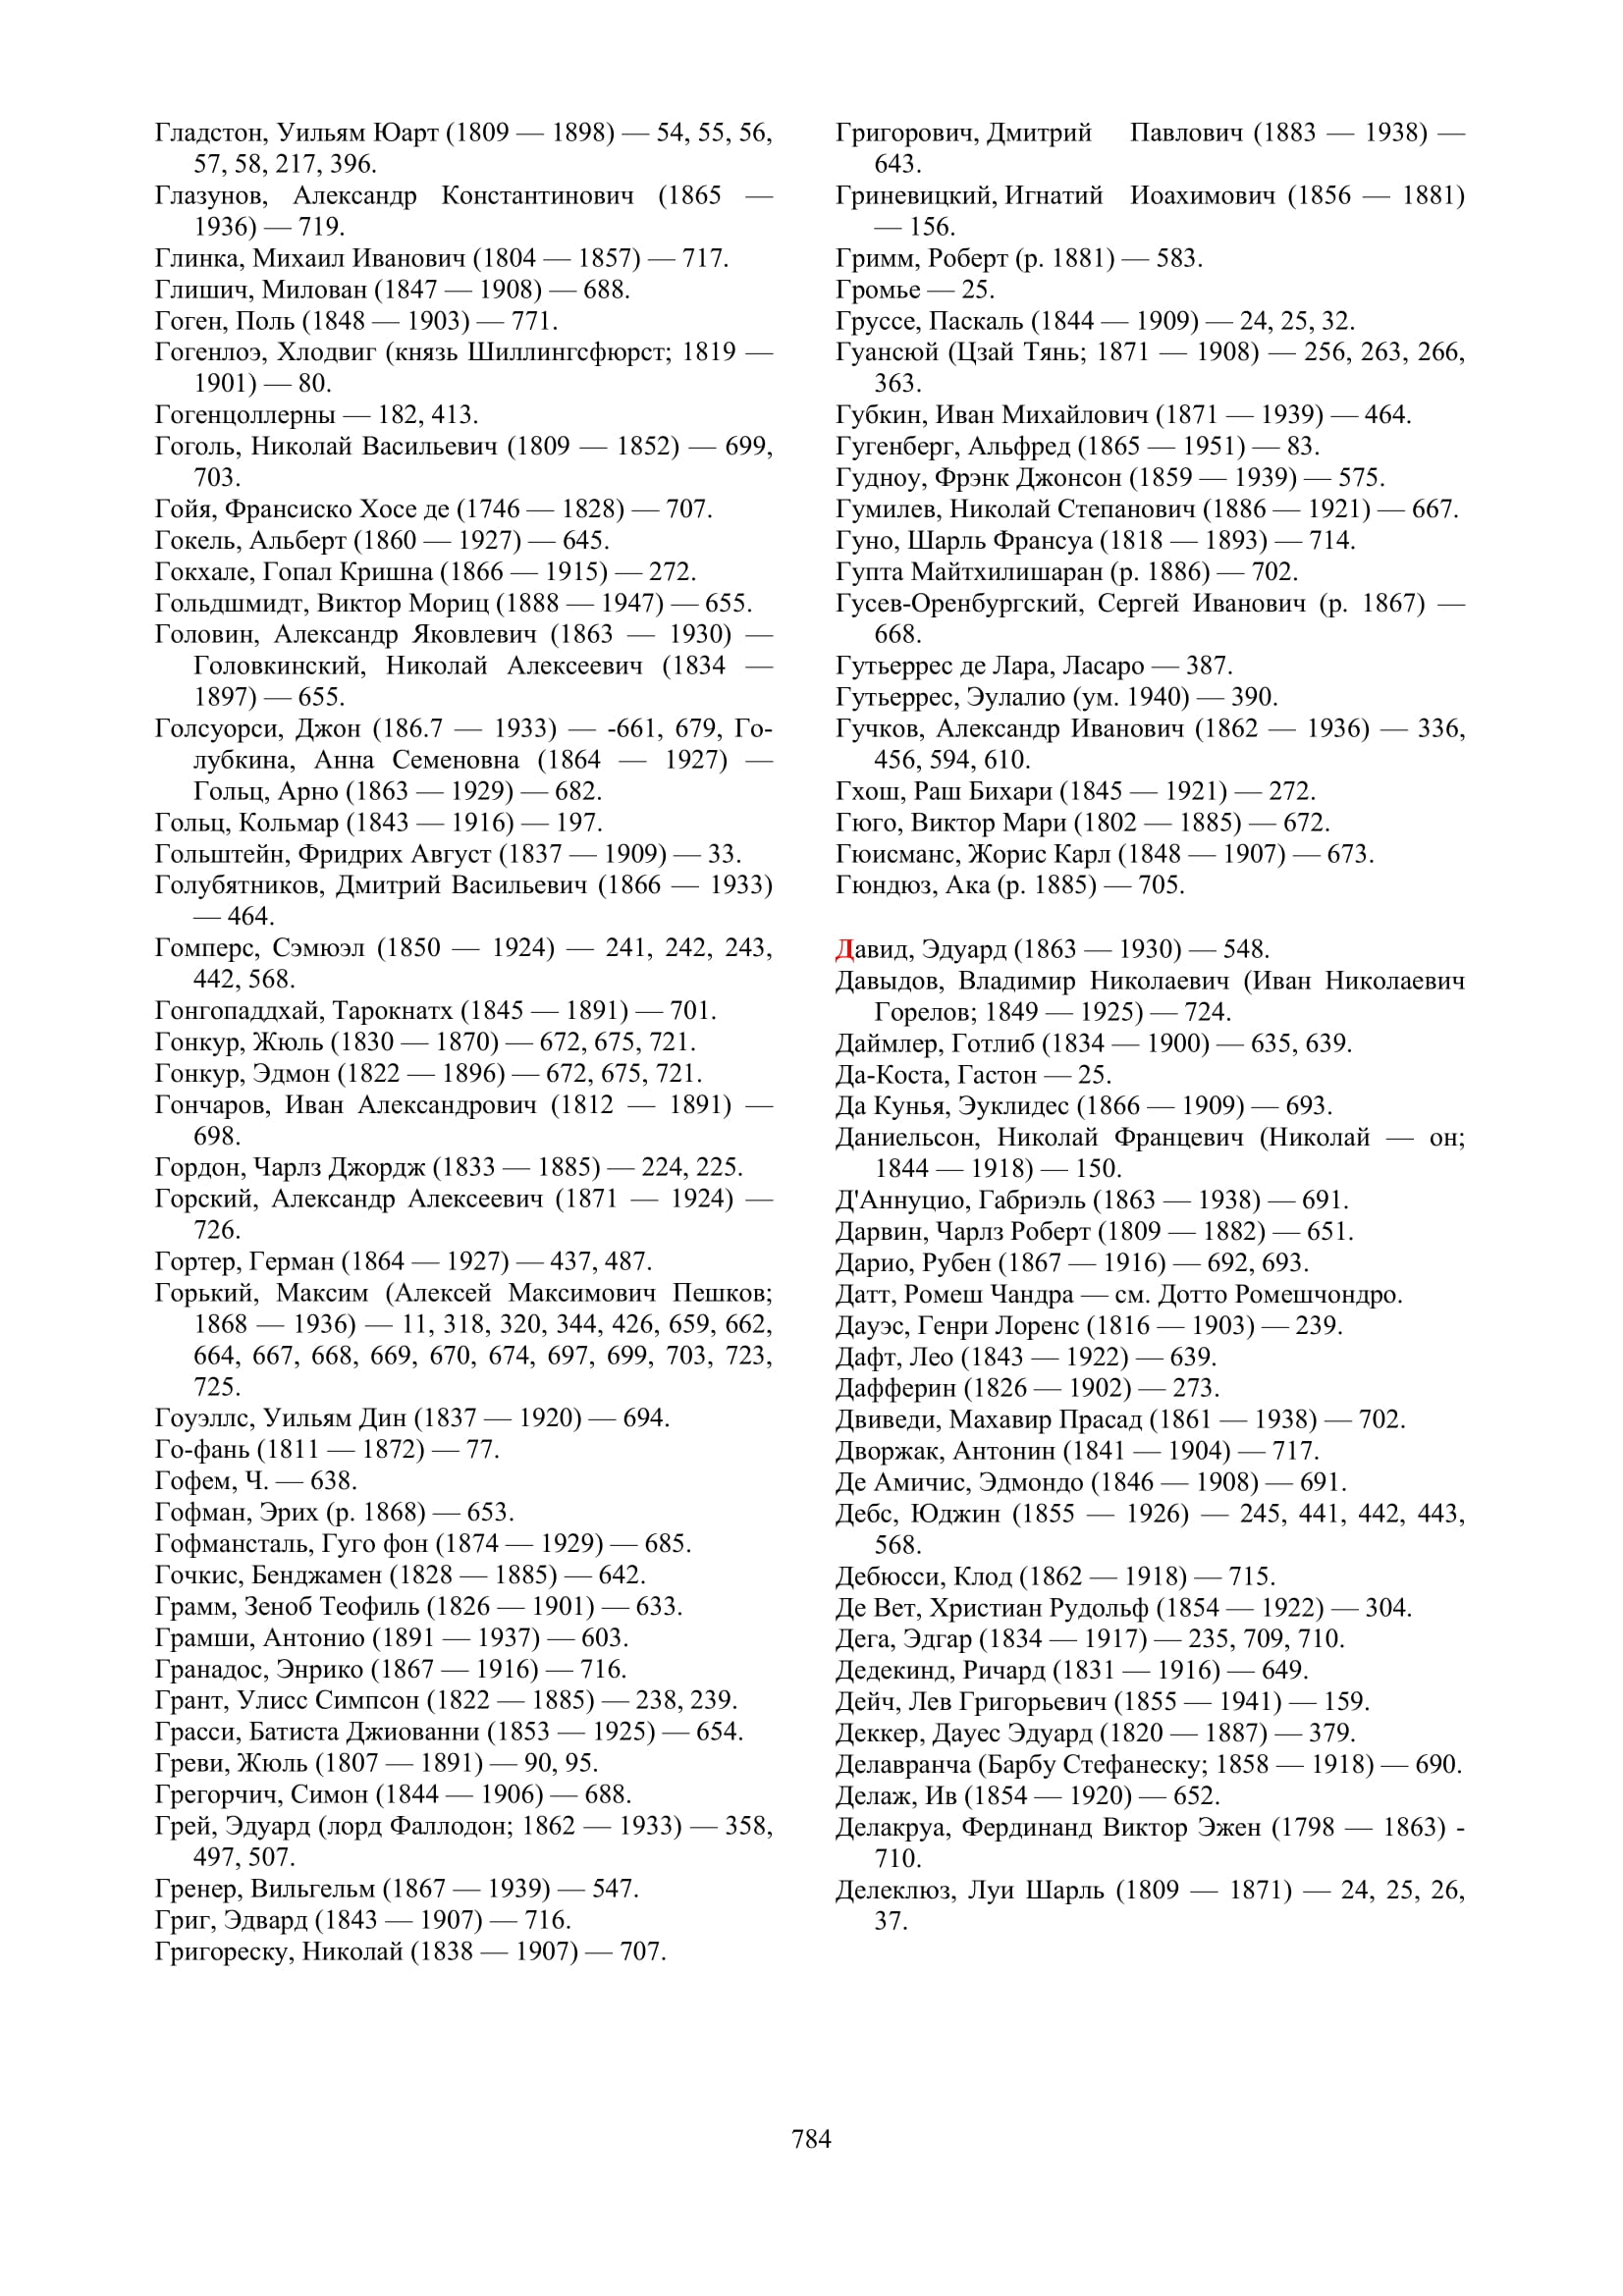 Гладстон, Уильям Юарт (1809 — 1898) — 54, 55, 56,
57, 58, 217, 396.
Глазунов, Александр Константинович (1865 —
1936) — 719.
Глинка, Михаил Иванович (1804 — 1857) — 717.
Глишич, Милован (1847 — 1908) — 688.
Гоген, Поль (1848 — 1903) — 771.
Гогенлоэ, Хлодвиг (князь Шиллингсфюрст; 1819 —
1901) — 80.
Гогенцоллерны — 182, 413.
Гоголь, Николай Васильевич (1809 — 1852) — 699,
703.
Гойя, Франсиско Хосе де (1746 — 1828) — 707.
Гокель, Альберт (1860 — 1927) — 645.
Гокхале, Гопал Кришна (1866 — 1915) — 272.
Гольдшмидт, Виктор Мориц (1888 — 1947) — 655.
Головин, Александр Яковлевич (1863 — 1930) —
Головкинский, Николай Алексеевич (1834 —
1897) — 655.
Голсуорси, Джон (186.7 — 1933) — -661, 679, Го-
лубкина, Анна Семеновна (1864 — 1927) —
Гольц, Арно (1863 — 1929) — 682.
Гольц, Кольмар (1843 — 1916) — 197.
Гольштейн, Фридрих Август (1837 — 1909) — 33.
Голубятников, Дмитрий Васильевич (1866 — 1933)
— 464.
Гомперс, Сэмюэл (1850 — 1924) — 241, 242, 243,
442, 568.
Гонгопаддхай, Тарокнатх (1845 — 1891) — 701.
Гонкур, Жюль (1830 — 1870) — 672, 675, 721.
Гонкур, Эдмон (1822 — 1896) — 672, 675, 721.
Гончаров, Иван Александрович (1812 — 1891) —
698.
Гордон, Чарлз Джордж (1833 — 1885) — 224, 225.
Горский, Александр Алексеевич (1871 — 1924) —
726.
Гортер, Герман (1864 — 1927) — 437, 487.
Горький, Максим (Алексей Максимович Пешков;
1868 — 1936) — 11, 318, 320, 344, 426, 659, 662,
664, 667, 668, 669, 670, 674, 697, 699, 703, 723,
725.
Гоуэллс, Уильям Дин (1837 — 1920) — 694.
Го-фань (1811 — 1872) — 77.
Гофем, Ч. — 638.
Гофман, Эрих (р. 1868) — 653.
Гофмансталь, Гуго фон (1874 — 1929) — 685.
Гочкис, Бенджамен (1828 — 1885) — 642.
Грамм, Зеноб Теофиль (1826 — 1901) — 633.
Грамши, Антонио (1891 — 1937) — 603.
Гранадос, Энрико (1867 — 1916) — 716.
Грант, Улисс Симпсон (1822 — 1885) — 238, 239.
Грасси, Батиста Джиованни (1853 — 1925) — 654.
Греви, Жюль (1807 — 1891) — 90, 95.
Грегорчич, Симон (1844 — 1906) — 688.
Грей, Эдуард (лорд Фаллодон; 1862 — 1933) — 358,
497, 507.
Гренер, Вильгельм (1867 — 1939) — 547.
Григ, Эдвард (1843 — 1907) — 716.
Григореску, Николай (1838 — 1907) — 707.
Григорович, Дмитрий Павлович (1883 — 1938) —
643.
Гриневицкий, Игнатий Иоахимович (1856 — 1881)
— 156.
Гримм, Роберт (р. 1881) — 583.
Громье — 25.
Груссе, Паскаль (1844 — 1909) — 24, 25, 32.
Гуансюй (Цзай Тянь; 1871 — 1908) — 256, 263, 266,
363.
Губкин, Иван Михайлович (1871 — 1939) — 464.
Гугенберг, Альфред (1865 — 1951) — 83.
Гудноу, Фрэнк Джонсон (1859 — 1939) — 575.
Гумилев, Николай Степанович (1886 — 1921) — 667.
Гуно, Шарль Франсуа (1818 — 1893) — 714.
Гупта Майтхилишаран (р. 1886) — 702.
Гусев-Оренбургский, Сергей Иванович (р. 1867) —
668.
Гутьеррес де Лара, Ласаро — 387.
Гутьеррес, Эулалио (ум. 1940) — 390.
Гучков, Александр Иванович (1862 — 1936) — 336,
456, 594, 610.
Гхош, Раш Бихари (1845 — 1921) — 272.
Гюго, Виктор Мари (1802 — 1885) — 672.
Гюисманс, Жорис Карл (1848 — 1907) — 673.
Гюндюз, Ака (р. 1885) — 705.
Давид, Эдуард (1863 — 1930) — 548.
Давыдов, Владимир Николаевич (Иван Николаевич
Горелов; 1849 — 1925) — 724.
Даймлер, Готлиб (1834 — 1900) — 635, 639.
Да-Коста, Гастон — 25.
Да Кунья, Эуклидес (1866 — 1909) — 693.
Даниельсон, Николай Францевич (Николай — он;
1844 — 1918) — 150.
Д'Аннуцио, Габриэль (1863 — 1938) — 691.
Дарвин, Чарлз Роберт (1809 — 1882) — 651.
Дарио, Рубен (1867 — 1916) — 692, 693.
Датт, Ромеш Чандра — см. Дотто Ромешчондро.
Дауэс, Генри Лоренс (1816 — 1903) — 239.
Дафт, Лео (1843 — 1922) — 639.
Дафферин (1826 — 1902) — 273.
Двиведи, Махавир Прасад (1861 — 1938) — 702.
Дворжак, Антонин (1841 — 1904) — 717.
Де Амичис, Эдмондо (1846 — 1908) — 691.
Дебс, Юджин (1855 — 1926) — 245, 441, 442, 443,
568.
Дебюсси, Клод (1862 — 1918) — 715.
Де Вет, Христиан Рудольф (1854 — 1922) — 304.
Дега, Эдгар (1834 — 1917) — 235, 709, 710.
Дедекинд, Ричард (1831 — 1916) — 649.
Дейч, Лев Григорьевич (1855 — 1941) — 159.
Деккер, Дауес Эдуард (1820 — 1887) — 379.
Делавранча (Барбу Стефанеску; 1858 — 1918) — 690.
Делаж, Ив (1854 — 1920) — 652.
Делакруа, Фердинанд Виктор Эжен (1798 — 1863) -
710.
Делеклюз, Луи Шарль (1809 — 1871) — 24, 25, 26,
37.
784